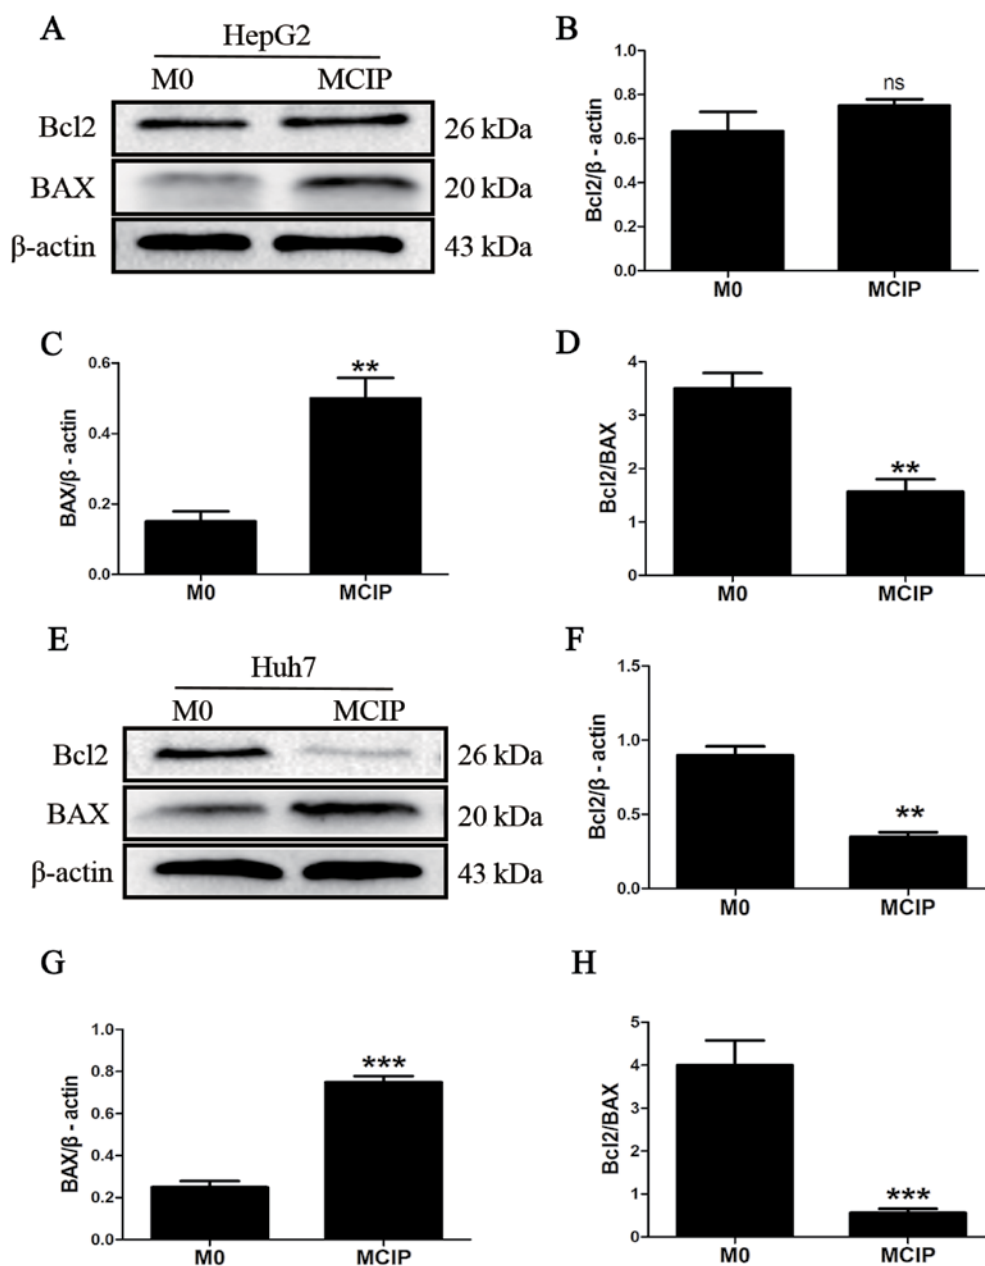 A
HepG2
M0 MCIP
Bcl2 26 kDa
BAX 20 kDa
β-actin 43 kDa
B
Bcl2/β - actin
1.0
0.8
0.6
0.4
0.2
0.0
ns
M0 MCIP
C
BAX/β - actin
0.6
0.4
0.2
0.0
**
M0 MCIP
D
Bcl2/BAX
4
3
2
1
0
**
M0 MCIP
E
Huh7
M0 MCIP
Bcl2 26 kDa
BAX 20 kDa
β-actin 43 kDa
F
Bcl2/β - actin
1.5
1.0
0.5
0.0
**
M0 MCIP
G
BAX/β - actin
1.0
0.8
0.6
0.4
0.2
0.0
***
M0 MCIP
H
Bcl2/BAX
5
4
3
2
1
0
***
M0 MCIP